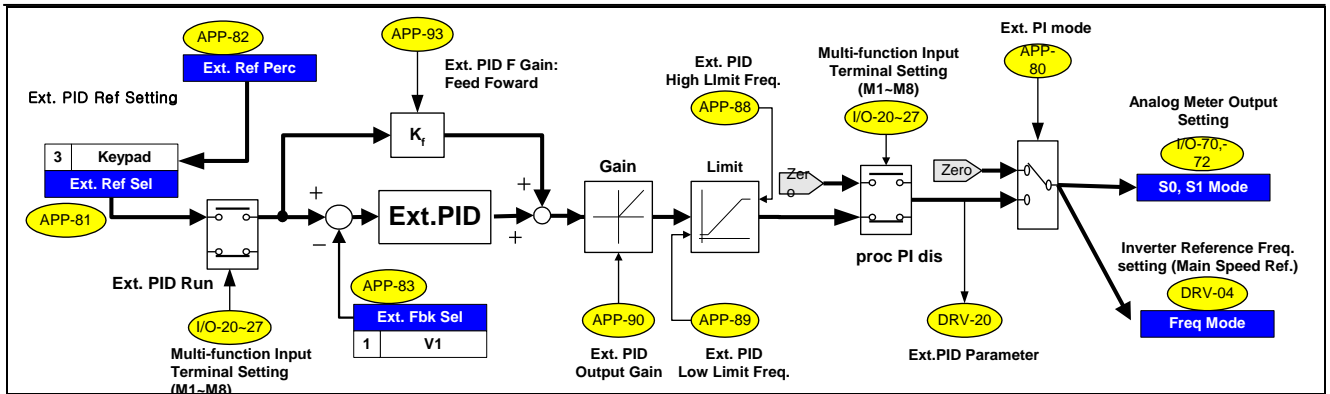 APP-82
Ext. Ref Perc
Ext. PID Ref Setting
3 Keypad
Ext. Ref Sel
APP-81
Ext. PID Run
I/O-20~27
Multi-function Input
Terminal Setting
(M1~M8)
APP-93
Ext. PID F Gain:
Feed Foward
Kf
+
−
Ext.PID
+
+
APP-83
Ext. Fbk Sel
1 V1
Gain
APP-90
Ext. PID
Output Gain
Ext. PID
High LImit Freq.
APP-88
Limit
APP-89
Ext. PID
Low Limit Freq.
Zer
o
Multi-function Input
Terminal Setting
(M1~M8)
I/O-20~27
proc PI dis
DRV-20
Ext.PID Parameter
Zero
Ext. PI mode
APP-
80
Analog Meter Output
Setting
I/O-70,-
72
S0, S1 Mode
Inverter Reference Freq.
setting (Main Speed Ref.)
DRV-04
Freq Mode